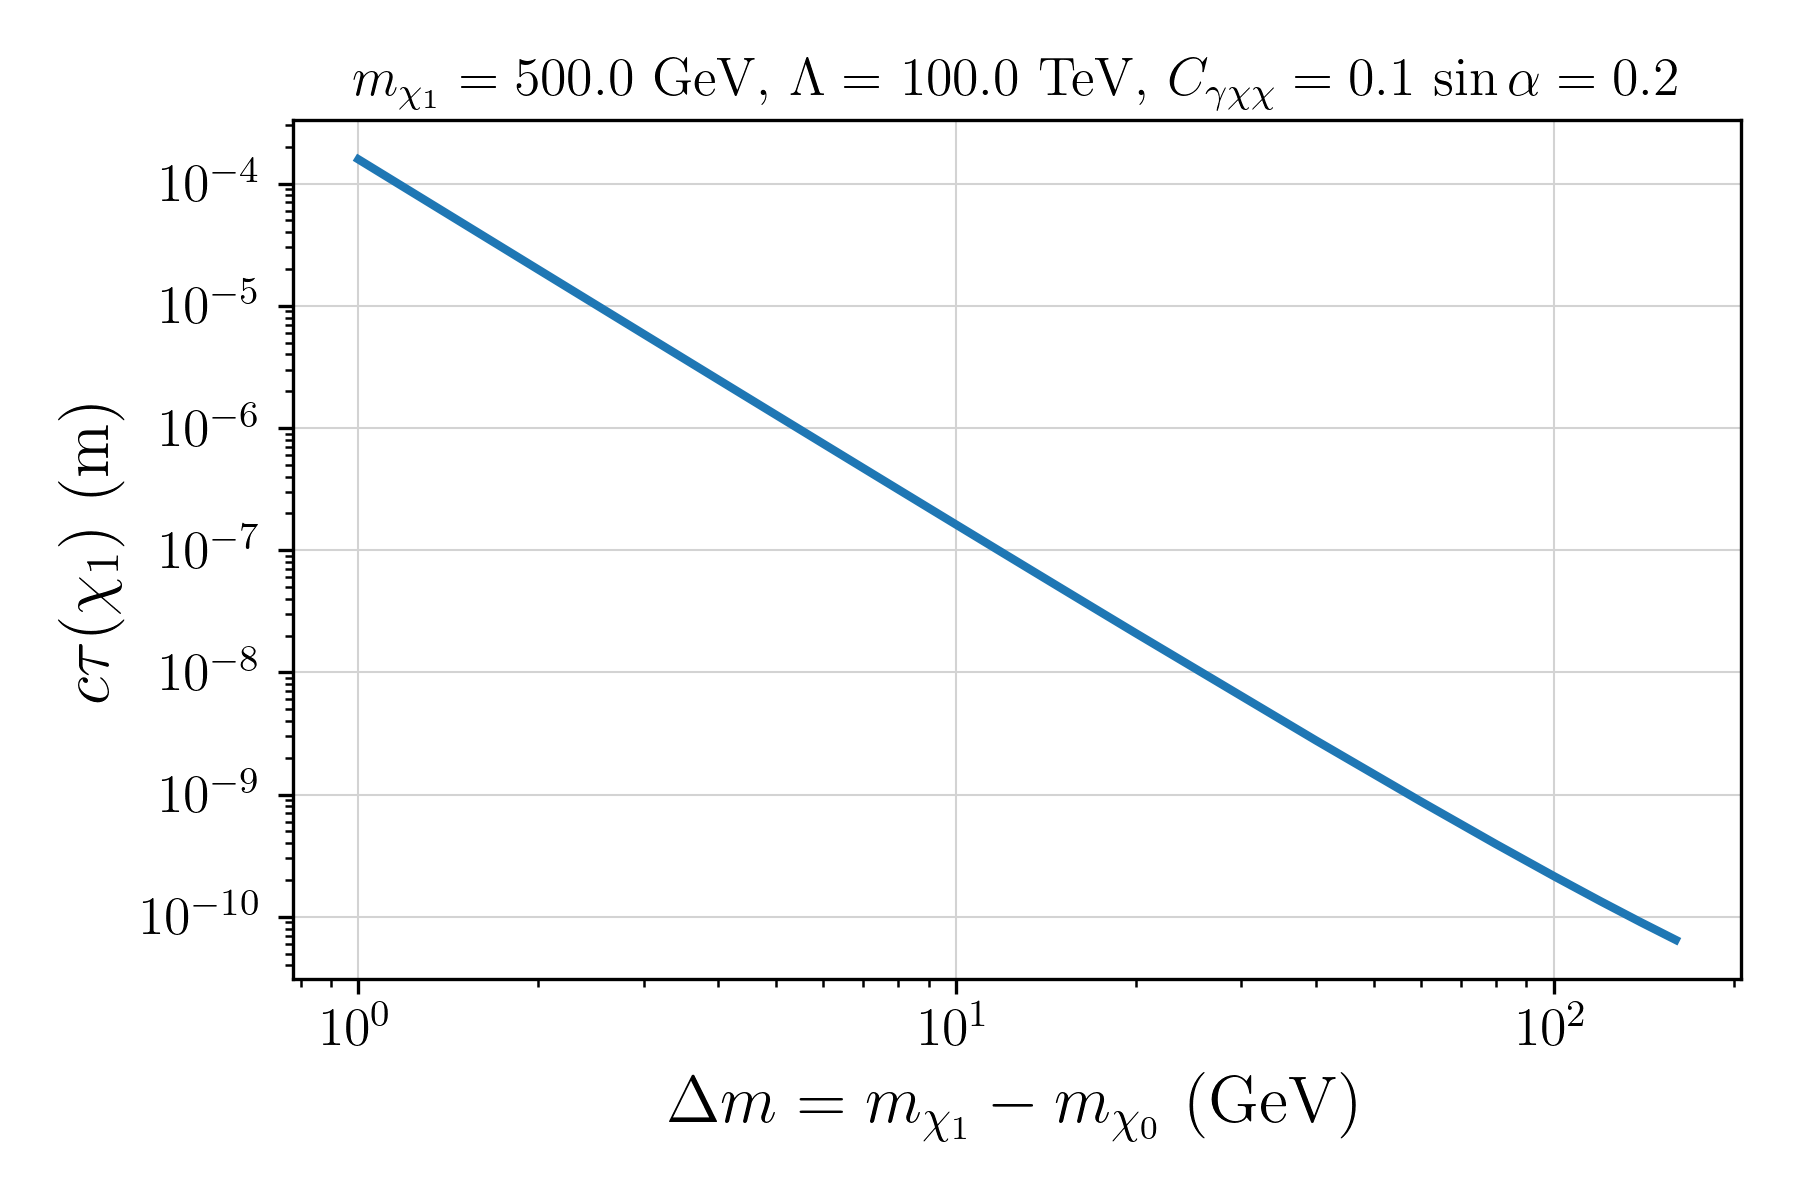 m_{χ_1} = 500.0 GeV, Λ = 100.0 TeV, C_{γχχ} = 0.1 sin α = 0.2
10^{−4}
10^{−5}
10^{−6}
10^{−7}
10^{−8}
10^{−9}
10^{−10}
cτ(χ_1) (m)
10^0 10^1 10^2
Δm = m_{χ_1} − m_{χ_0} (GeV)